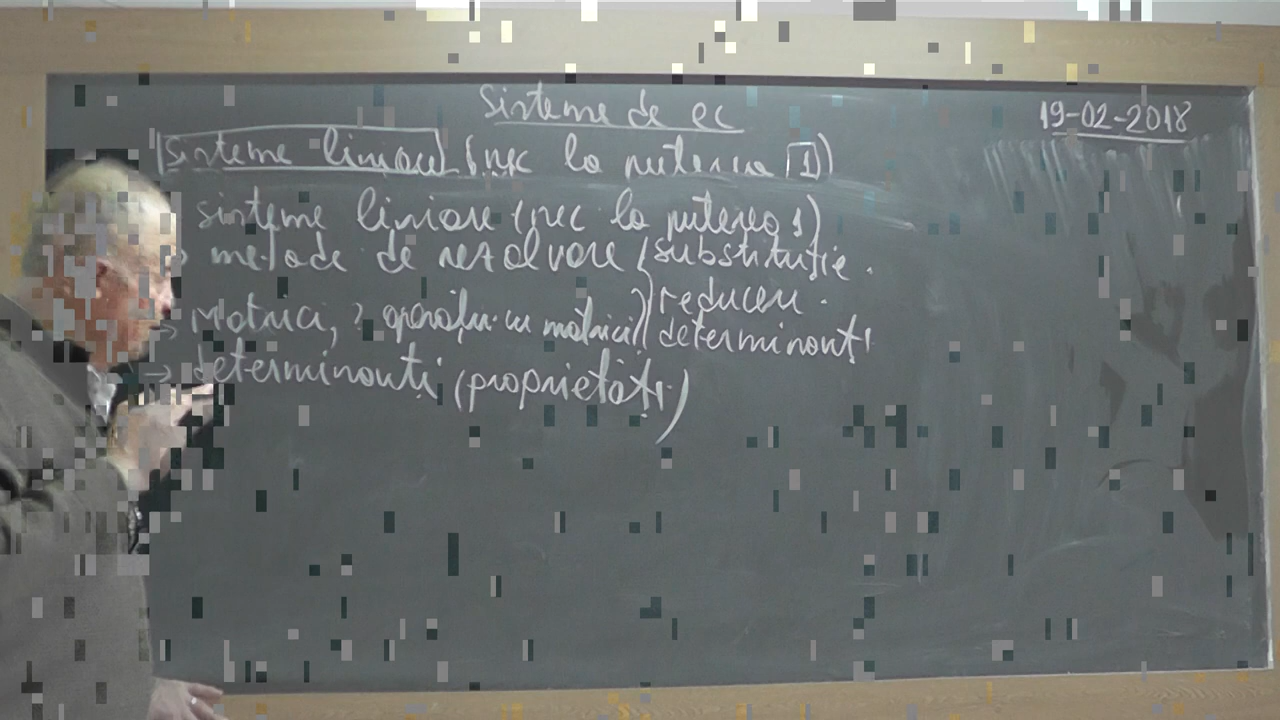 Sisteme de ec
19-02-2018
Sisteme liniare (nec la puterea 1)
sisteme liniare (nec la puterea 1)
→ metode de rezolvare { substituție.
reducere.
→ Matrici, operații cu matrici) determinanți
→ determinanți (proprietăți)